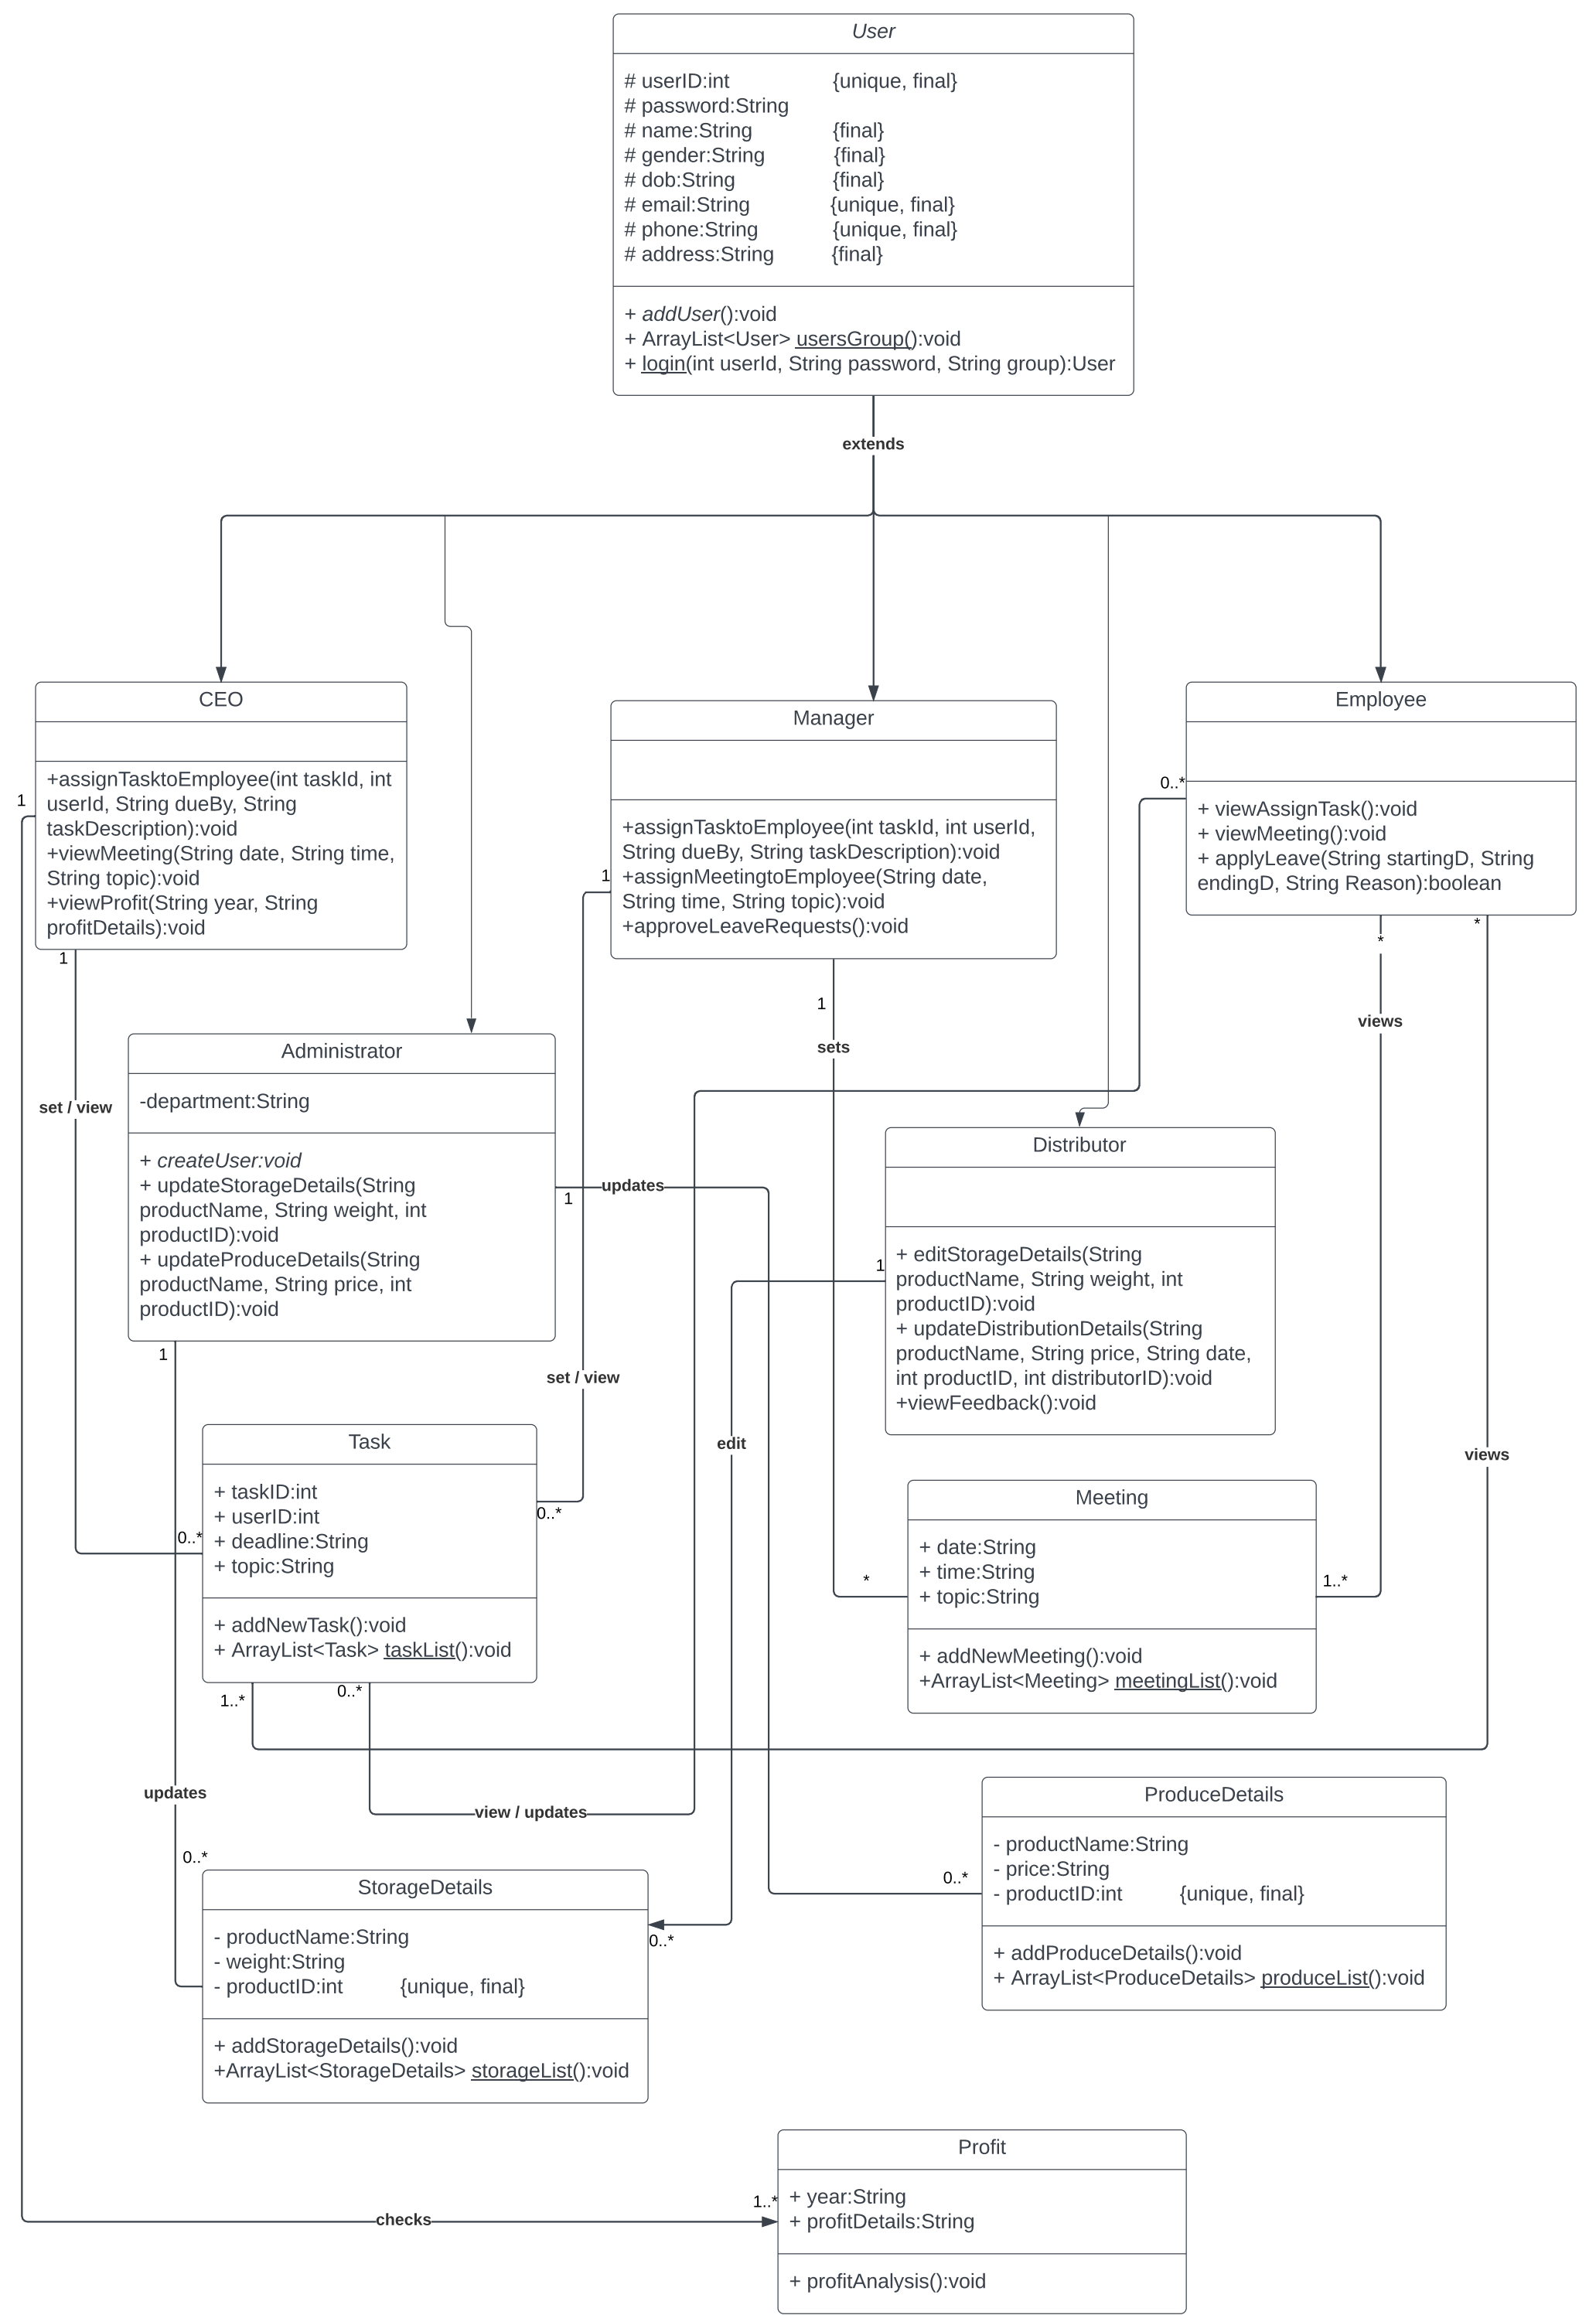 User
# userID:int {unique, final}
# password:String
# name:String {final}
# gender:String {final}
# dob:String {final}
# email:String {unique, final}
# phone:String {unique, final}
# address:String {final}
+ addUser():void
+ ArrayList<User> usersGroup():void
+ login(int userId, String password, String group):User
extends
CEO
+assignTasktoEmployee(int taskId, int
userId, String dueBy, String
taskDescription):void
+viewMeeting(String date, String time,
String topic):void
+viewProfit(String year, String
profitDetails):void
1
1
Manager
+assignTasktoEmployee(int taskId, int userId,
String dueBy, String taskDescription):void
+assignMeetingtoEmployee(String date,
String time, String topic):void
+approveLeaveRequests():void
1
1
sets
Employee
+ viewAssignTask():void
+ viewMeeting():void
+ applyLeave(String startingD, String
endingD, String Reason):boolean
0..*
*
*
views
set / view
Administrator
-department:String
+ createUser:void
+ updateStorageDetails(String
productName, String weight, int
productID):void
+ updateProduceDetails(String
productName, String price, int
productID):void
1
updates
1
Distributor
+ editStorageDetails(String
productName, String weight, int
productID):void
+ updateDistributionDetails(String
productName, String price, String date,
int productID, int distributorID):void
+viewFeedback():void
1
set / view
edit
views
Task
+ taskID:int
+ userID:int
+ deadline:String
+ topic:String
+ addNewTask():void
+ ArrayList<Task> taskList():void
0..*
0..*
1..*
0..*
Meeting
+ date:String
+ time:String
+ topic:String
+ addNewMeeting():void
+ArrayList<Meeting> meetingList():void
*
1..*
updates
view / updates
ProduceDetails
- productName:String
- price:String
- productID:int {unique, final}
+ addProduceDetails():void
+ ArrayList<ProduceDetails> produceList():void
0..*
0..*
StorageDetails
- productName:String
- weight:String
- productID:int {unique, final}
+ addStorageDetails():void
+ArrayList<StorageDetails> storageList():void
0..*
Profit
+ year:String
+ profitDetails:String
+ profitAnalysis():void
1..*
checks